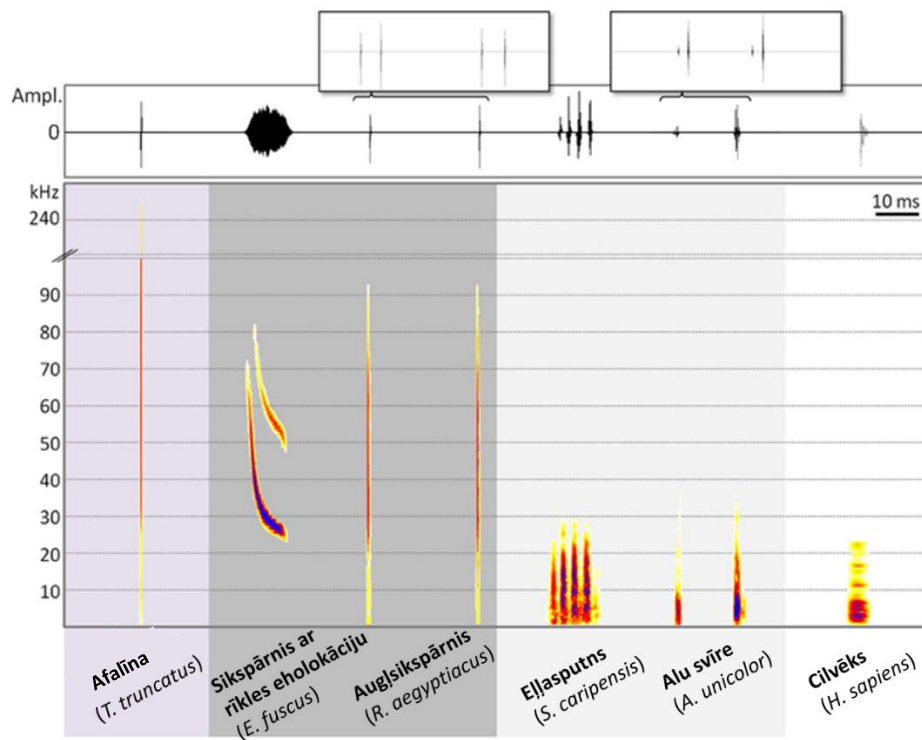 Ampl.
0
kHz
240
10 ms
90
80
70
60
50
40
30
20
10
Afalīna
(T. truncatus)
Sikspārnis ar
rīkles eholokāciju
(E. fuscus)
Augļsikspārnis
(R. aegyptiacus)
Eļļasputns
(S. caripensis)
Alu svīre
(A. unicolor)
Cilvēks
(H. sapiens)